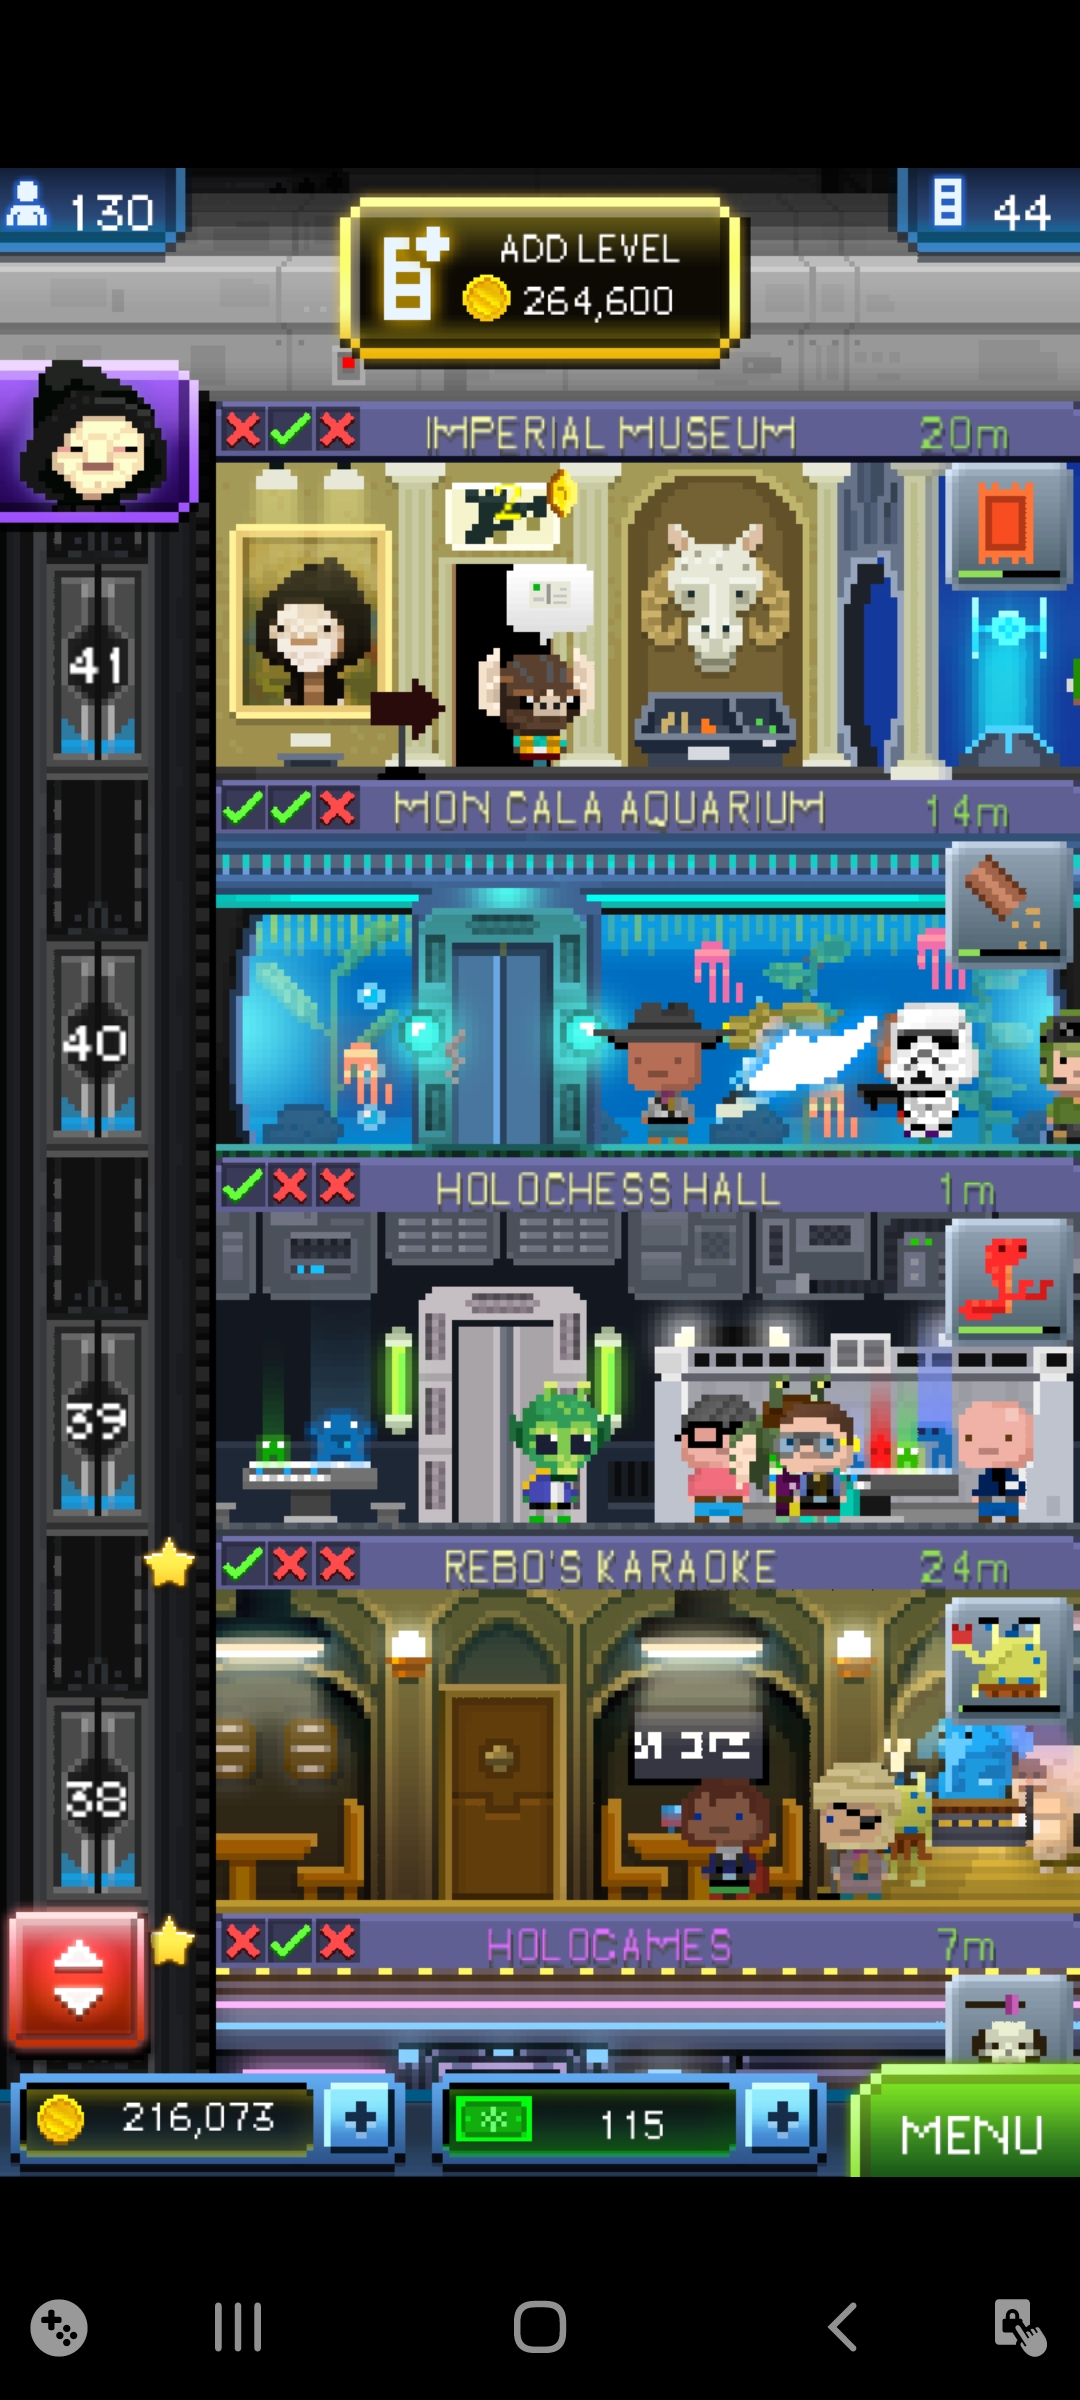 130
ADD LEVEL
264,600
44
IMPERIAL MUSEUM 20m
2
41
MON CALA AQUARIUM 14m
40
HOLOCHESS HALL 1m
39
REBO'S KARAOKE 24m
38
HOLOGAMES 7m
216,073
115
MENU